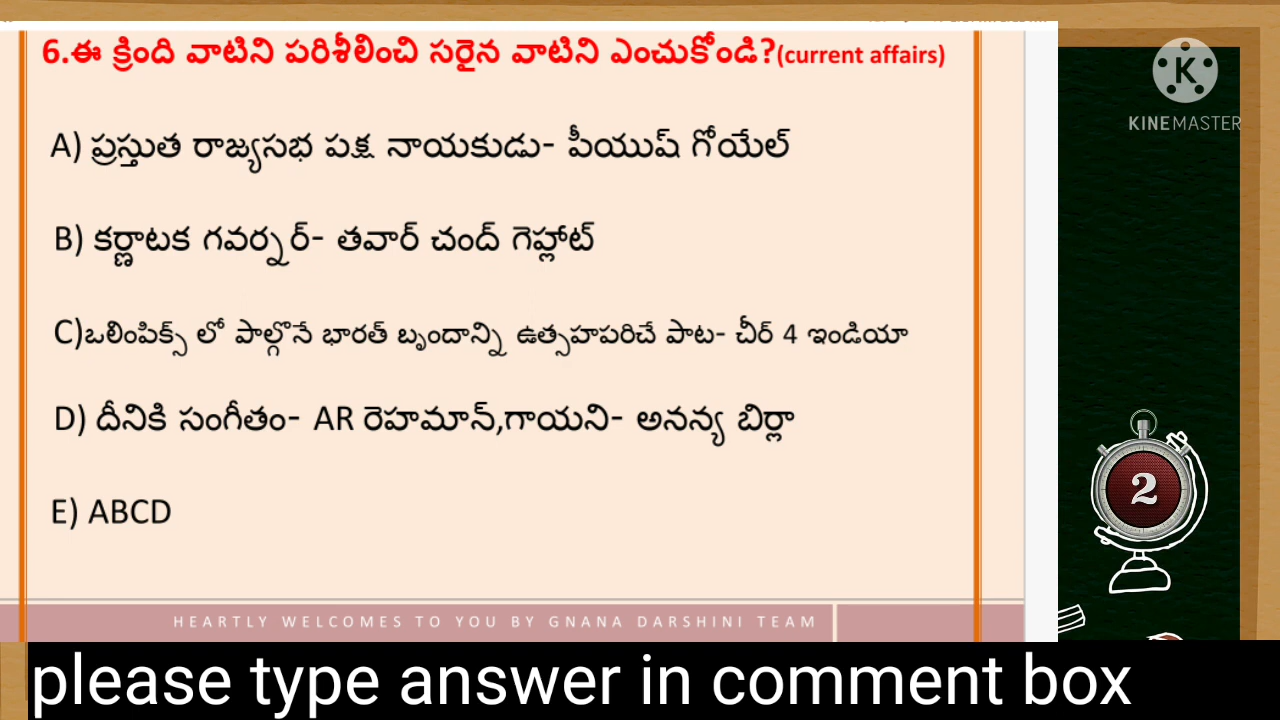 6.ఈ క్రింది వాటిని పరిశీలించి సరైన వాటిని ఎంచుకోండి?(current affairs)
A) ప్రస్తుత రాజ్యసభ పక్ష నాయకుడు- పీయుష్ గోయేల్
B) కర్ణాటక గవర్నర్- తవార్ చంద్ గెహ్లాట్
C)ఒలింపిక్స్ లో పాల్గొనే భారత్ బృందాన్ని ఉత్సహపరిచే పాట- చీర్ 4 ఇండియా
D) దీనికి సంగీతం- AR రెహమాన్,గాయని- అనన్య బిర్లా
E) ABCD
HEARTLY WELCOMES TO YOU BY GNANA DARSHINI TEAM
K
KINEMASTER
2
please type answer in comment box